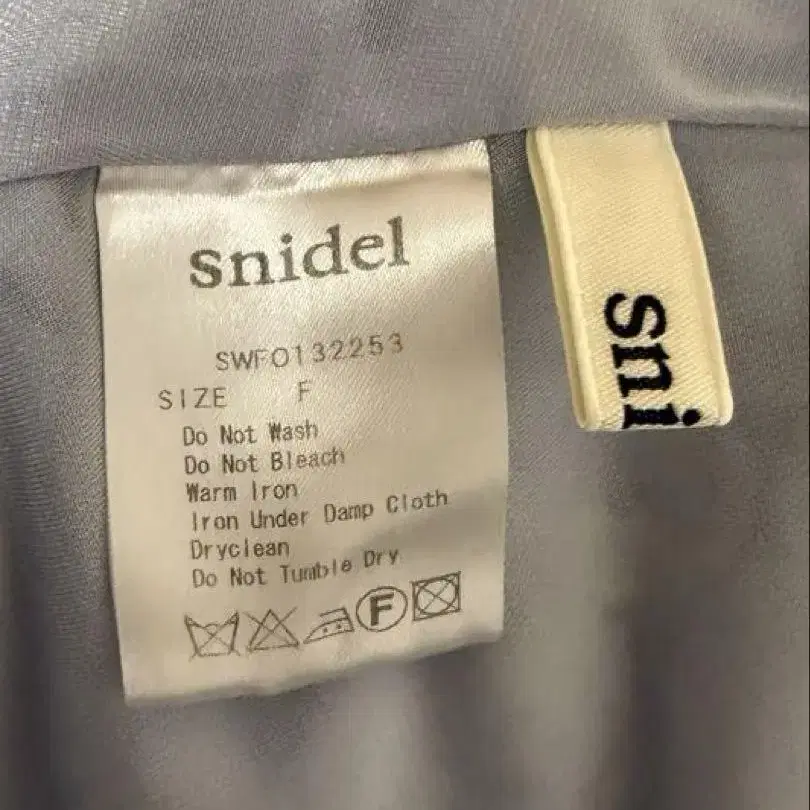 snidel
SWFO132253
SIZE F
Do Not Wash
Do Not Bleach
Warm Iron
Iron Under Damp Cloth
Dryclean
Do Not Tumble Dry
F
sni